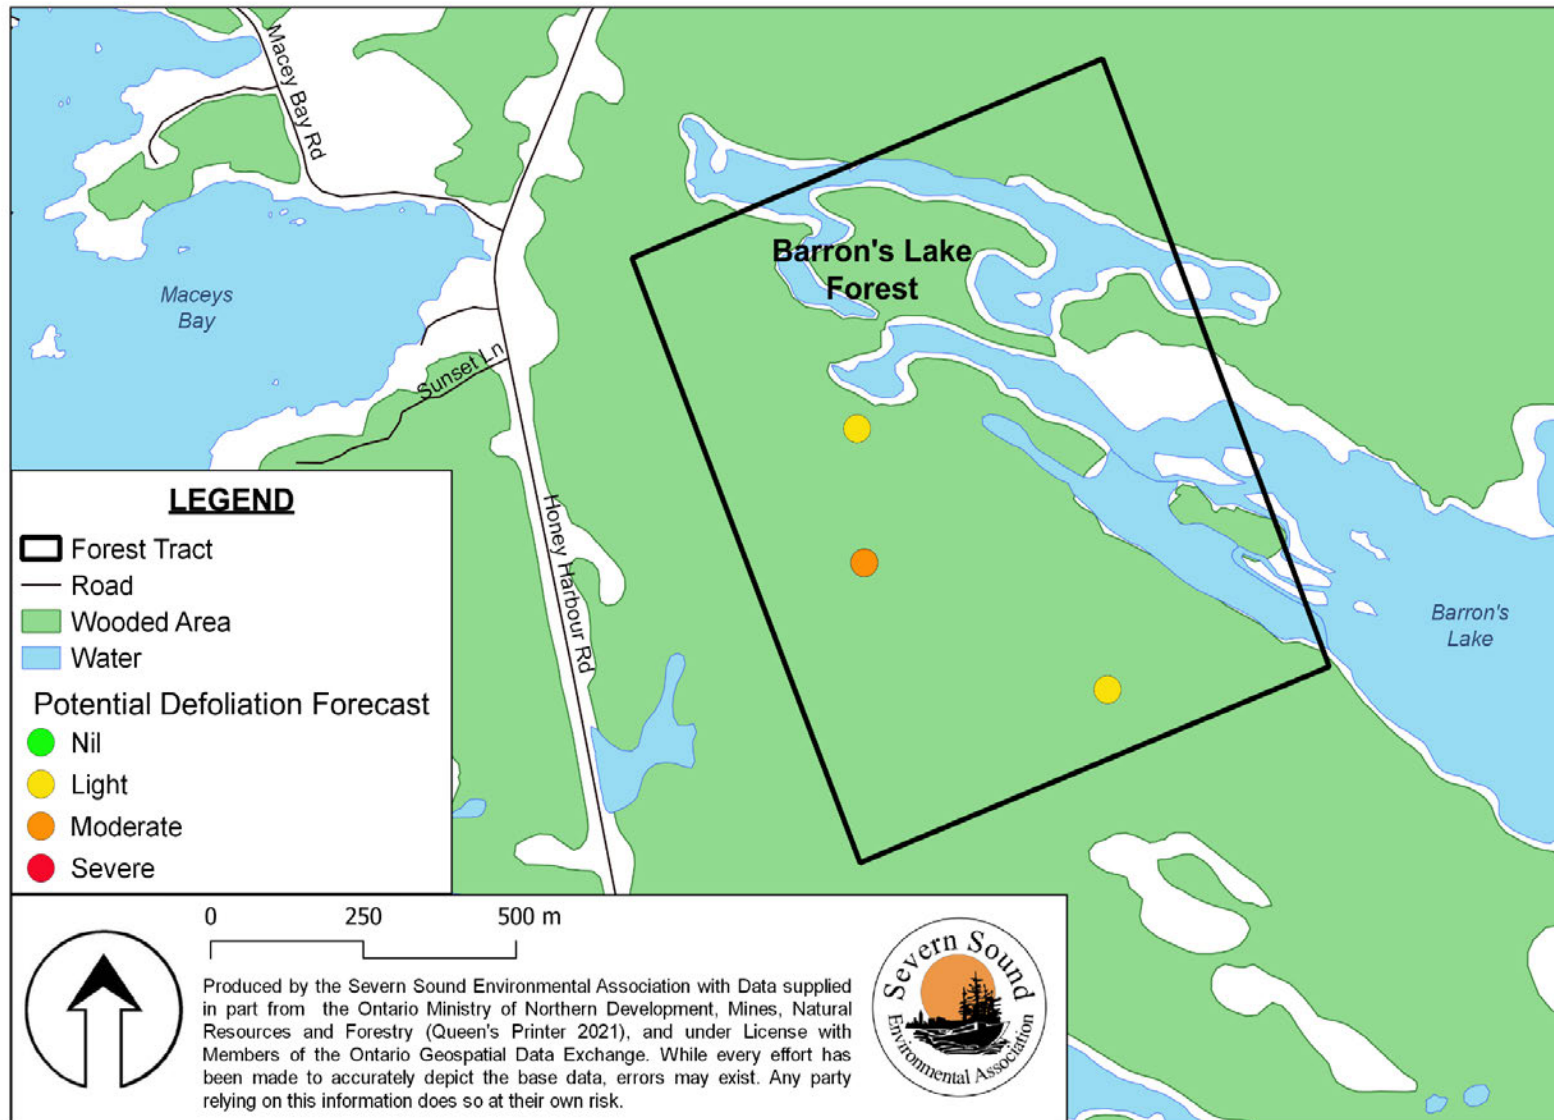 Macey Bay Rd
Barron's Lake
Forest
Maceys
Bay
Sunset Ln
Honey Harbour Rd
Barron's
Lake
LEGEND
Forest Tract
Road
Wooded Area
Water
Potential Defoliation Forecast
Nil
Light
Moderate
Severe
0 250 500 m
Produced by the Severn Sound Environmental Association with Data supplied
in part from the Ontario Ministry of Northern Development, Mines, Natural
Resources and Forestry (Queen's Printer 2021), and under License with
Members of the Ontario Geospatial Data Exchange. While every effort has
been made to accurately depict the base data, errors may exist. Any party
relying on this information does so at their own risk.
Severn Sound
Environmental Association